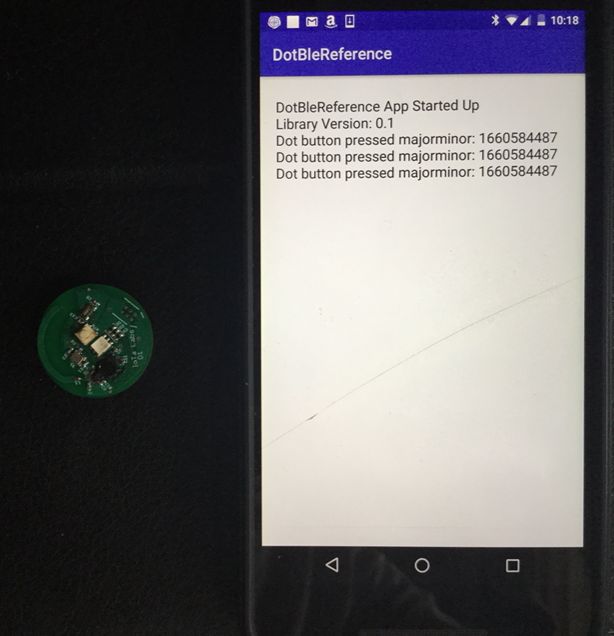 10:18
DotBleReference
DotBleReference App Started Up
Library Version: 0.1
Dot button pressed majorminor: 1660584487
Dot button pressed majorminor: 1660584487
Dot button pressed majorminor: 1660584487